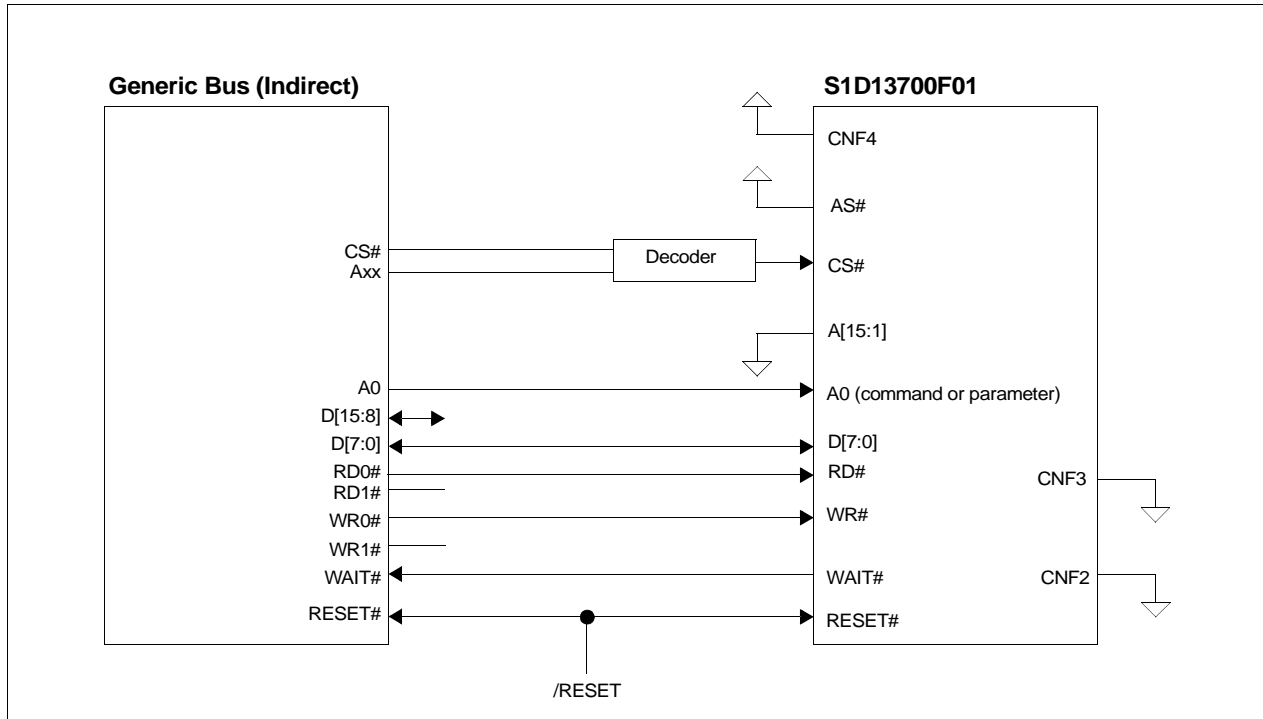 Generic Bus (Indirect)
S1D13700F01
CNF4
AS#
CS#
Axx
Decoder
CS#
A[15:1]
A0
A0 (command or parameter)
D[15:8]
D[7:0]
D[7:0]
RD0#
RD#
RD1#
CNF3
WR0#
WR#
WR1#
WAIT#
WAIT#
CNF2
RESET#
RESET#
/RESET